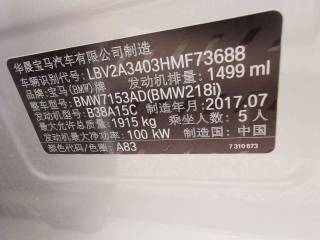 华晨宝马汽车有限公司制造
车辆识别代号: LBV2A3403HMF73688
品牌: 宝马(BMW)牌 发动机排量: 1499 ml
整车型号: BMW7153AD(BMW218i)
发动机型号: B38A15C 制造年月: 2017.07
最大允许总质量: 1915 kg 乘坐人数: 5 人
发动机最大净功率: 100 kW 制造国: 中国
颜色代码/色圈: A83
7 310 673